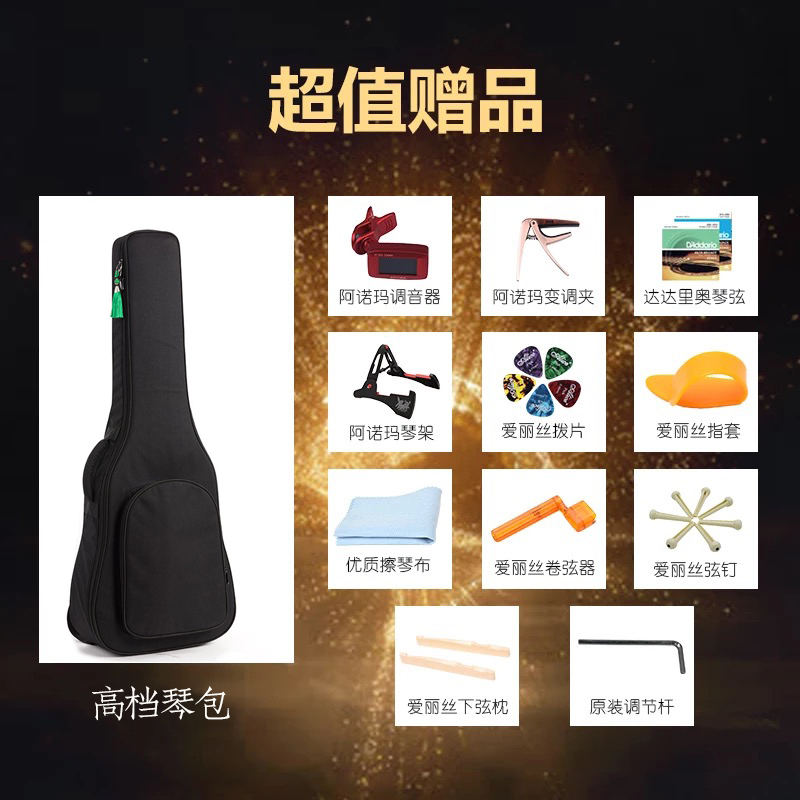 超值赠品
阿诺玛调音器
阿诺玛变调夹
D'Addario
达达里奥琴弦
阿诺玛琴架
爱丽丝拨片
爱丽丝指套
优质擦琴布
爱丽丝卷弦器
爱丽丝弦钉
高档琴包
爱丽丝下弦枕
原装调节杆